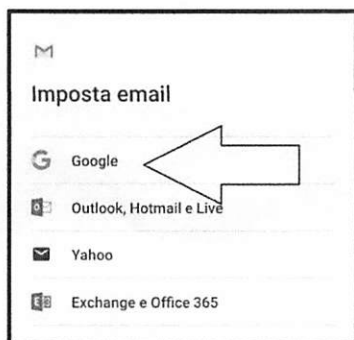 Imposta email
Google
Outlook, Hotmail e Live
Yahoo
Exchange e Office 365